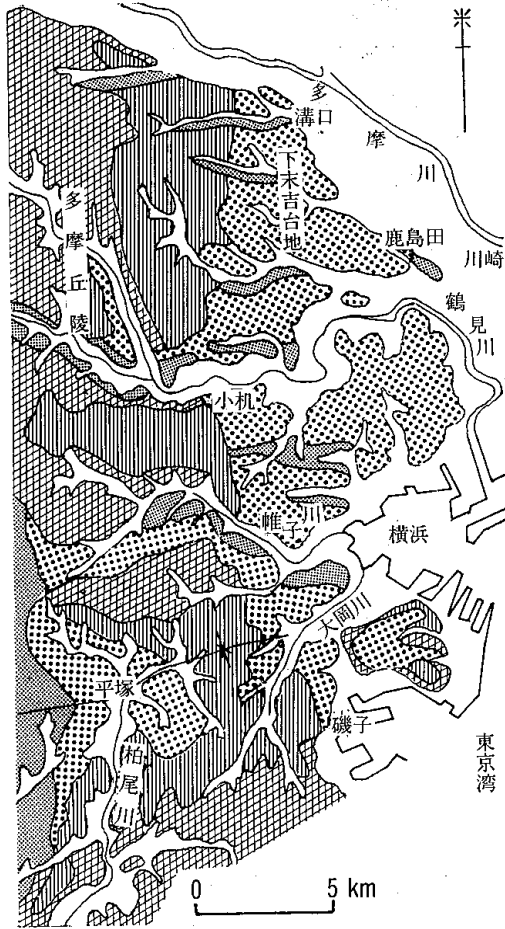 多摩川
溝口
下末吉台地
多摩丘陵
鹿島田
川崎
鶴見川
小机
帷子川
横浜
大岡川
平塚
磯子
柏尾川
東京湾
0 5 km